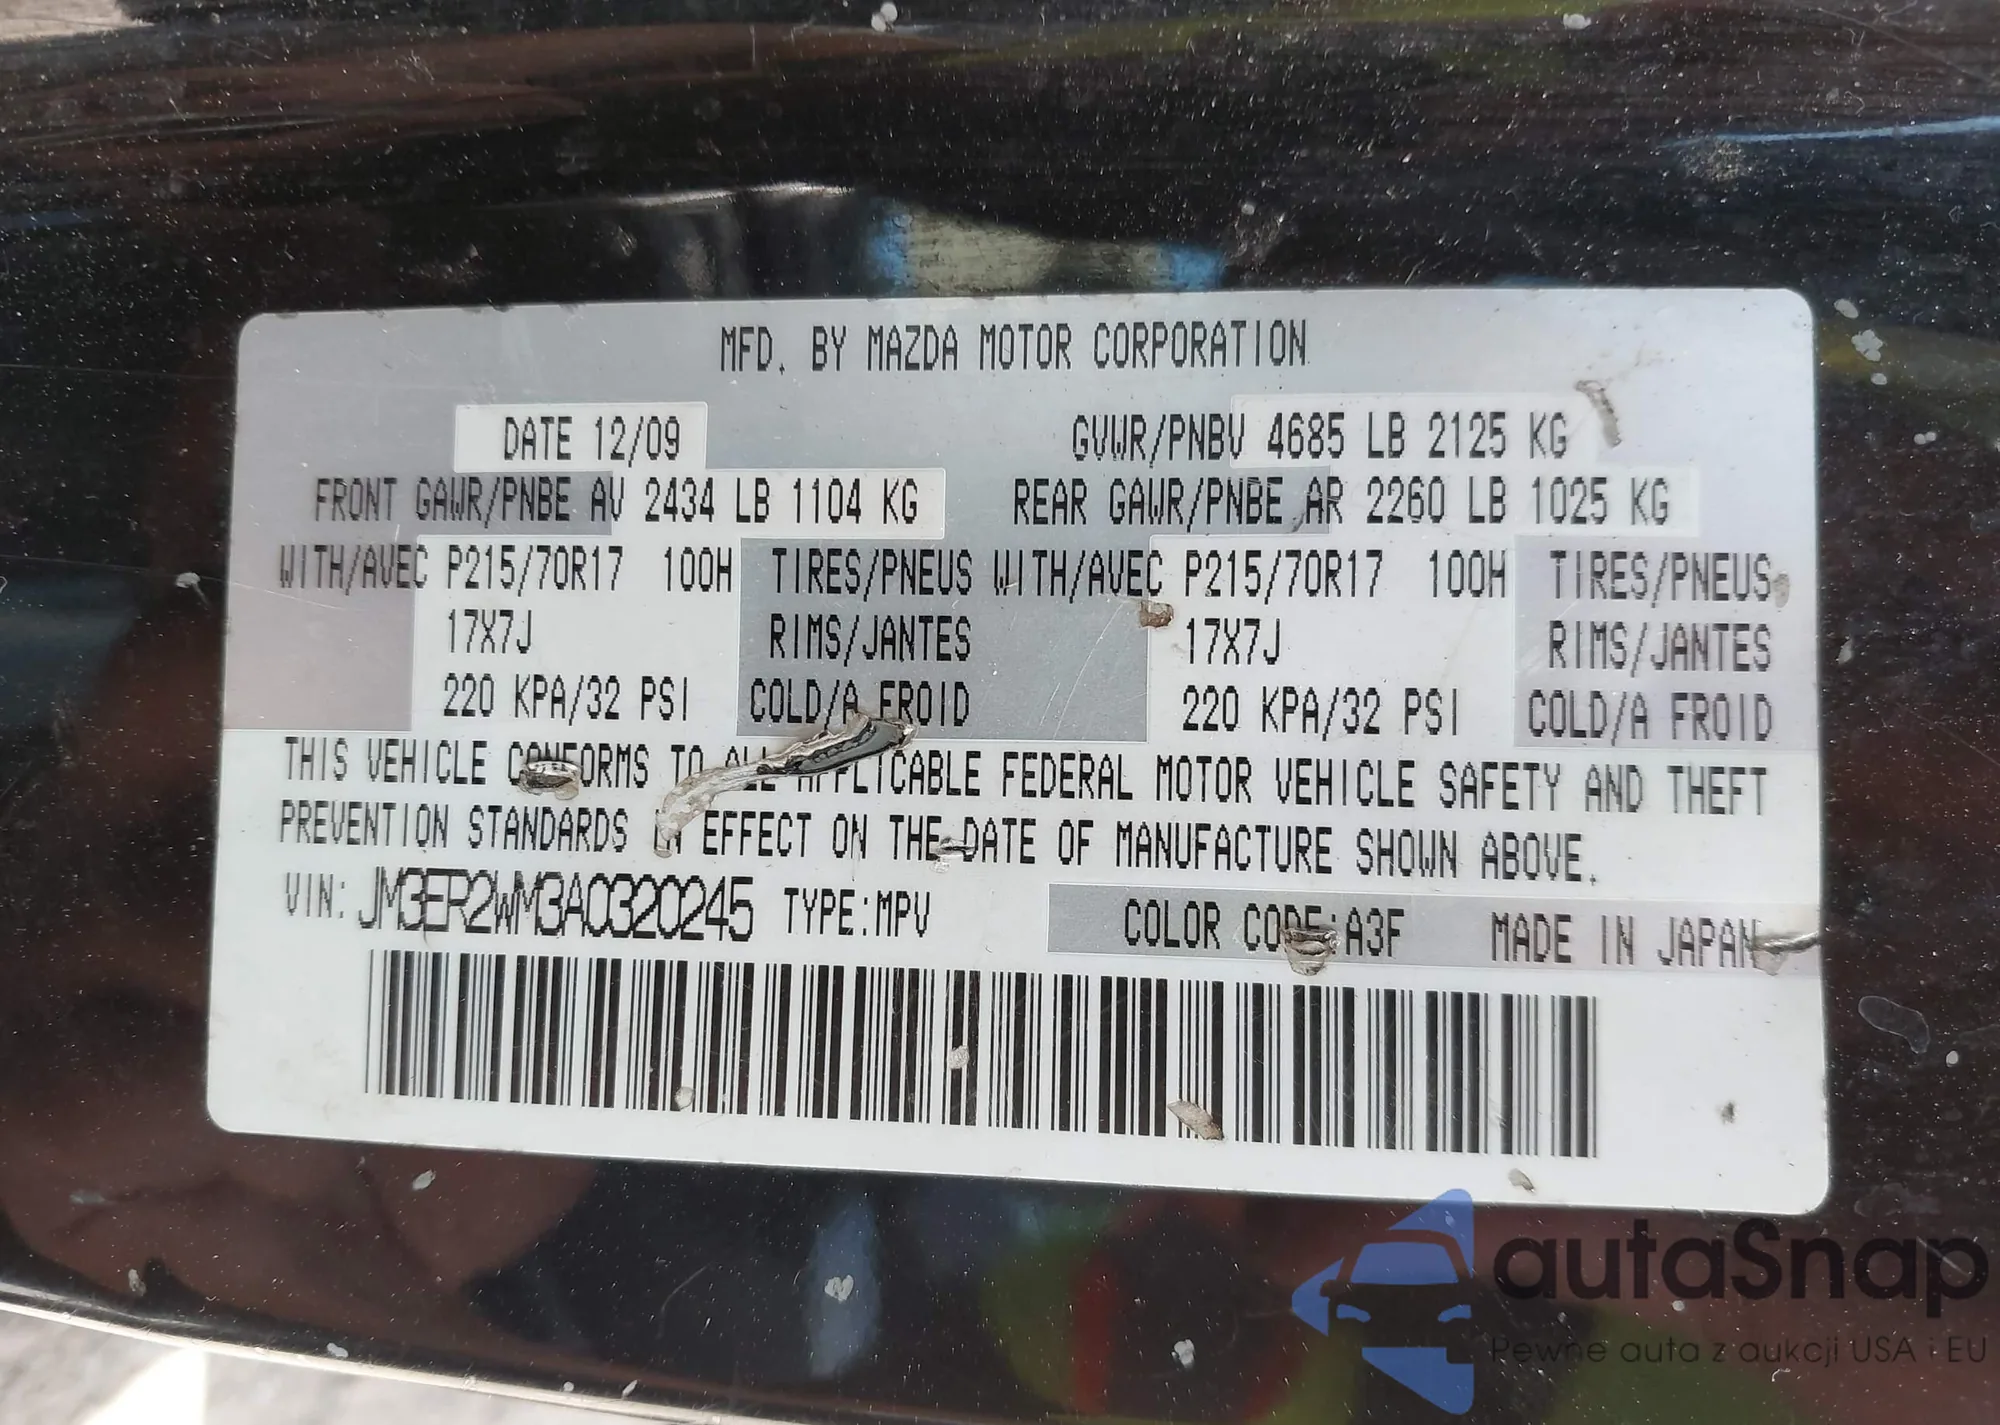 MFD. BY MAZDA MOTOR CORPORATION
DATE 12/09 GVWR/PNBV 4685 LB 2125 KG
FRONT GAWR/PNBE AV 2434 LB 1104 KG REAR GAWR/PNBE AR 2260 LB 1025 KG
WITH/AVEC P215/70R17 100H TIRES/PNEUS WITH/AVEC P215/70R17 100H TIRES/PNEUS
17X7J RIMS/JANTES 17X7J RIMS/JANTES
220 KPA/32 PSI COLD/A FROID 220 KPA/32 PSI COLD/A FROID
THIS VEHICLE CONFORMS TO ALL APPLICABLE FEDERAL MOTOR VEHICLE SAFETY AND THEFT
PREVENTION STANDARDS IN EFFECT ON THE DATE OF MANUFACTURE SHOWN ABOVE.
VIN: JM3ER2WM3A0320245 TYPE:MPV COLOR CODE:A3F MADE IN JAPAN
autaSnap
Pewne auta z aukcji USA i EU